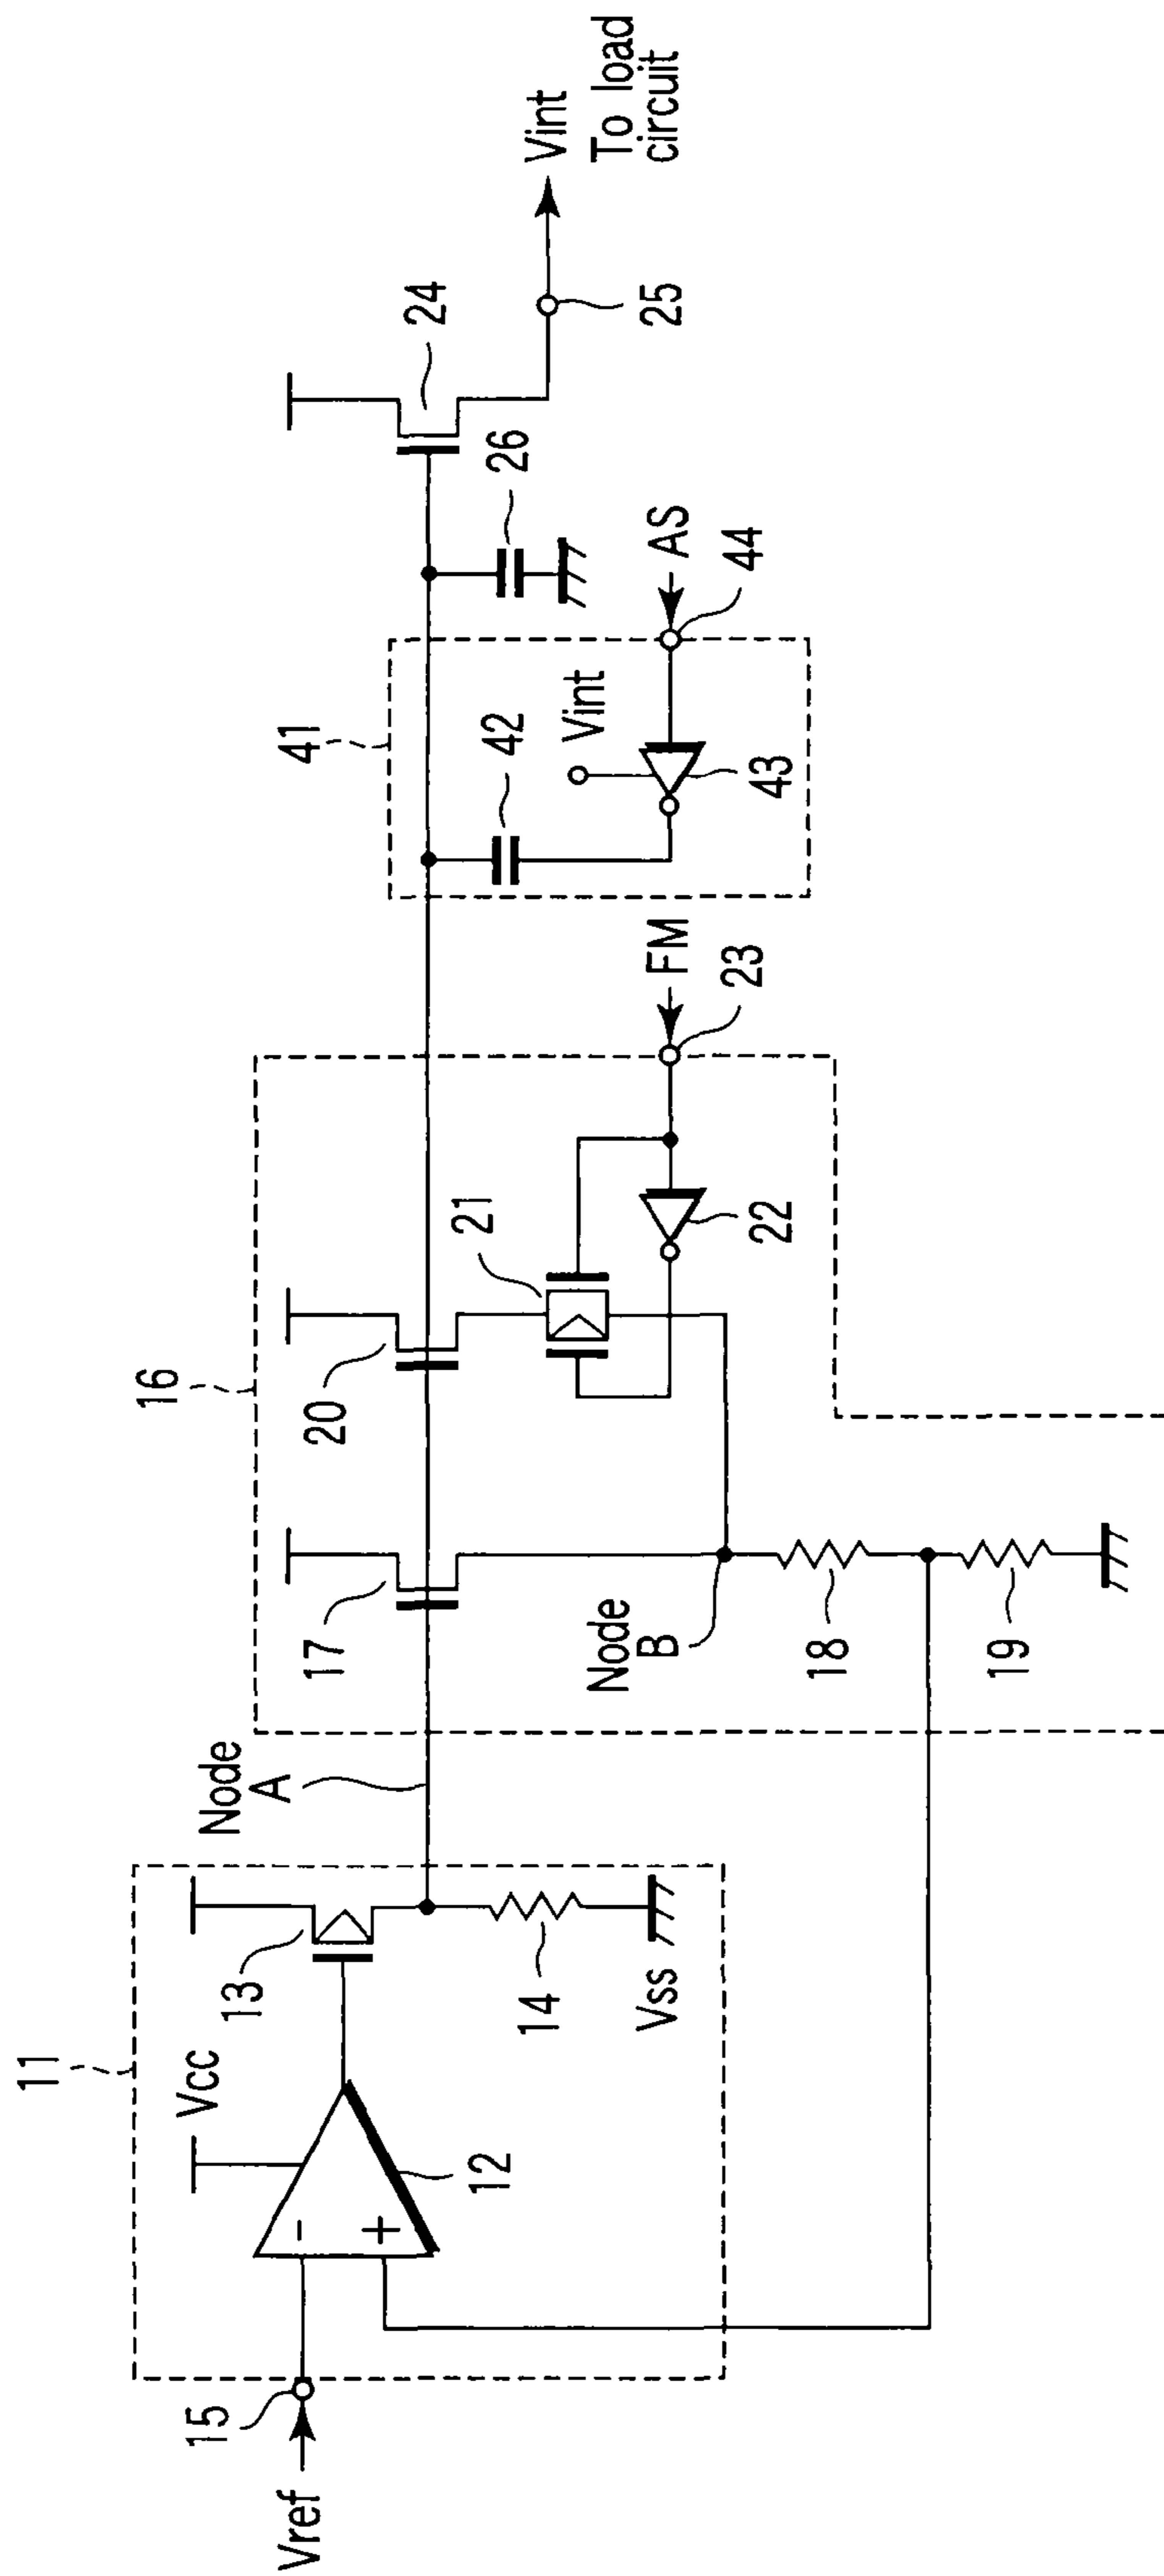 Vref
15
11
Vcc
-
+
12
13
14
Vss
Node
A
16
17
20
Node
B
18
19
21
22
FM
23
41
42
Vint
43
AS
44
26
24
25
Vint
To load
circuit